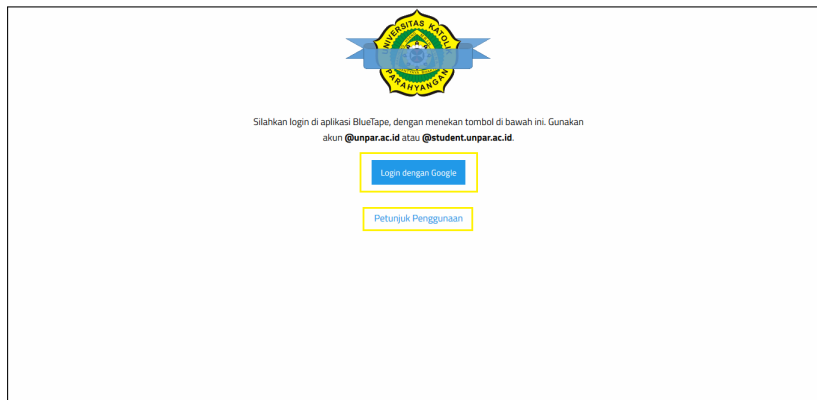 UNIVERSITAS KATOLIK
PARAHYANGAN
Silahkan login di aplikasi BlueTape, dengan menekan tombol di bawah ini. Gunakan
akun @unpar.ac.id atau @student.unpar.ac.id.
Login dengan Google
Petunjuk Penggunaan